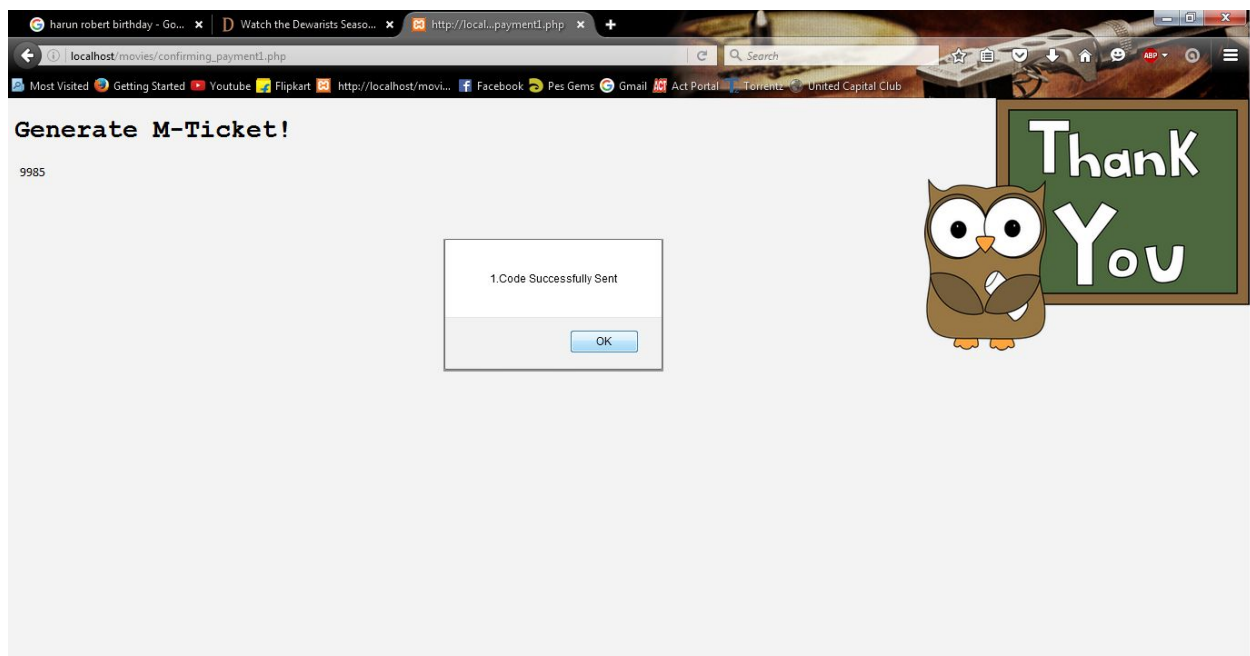 harun robert birthday - Go...
Watch the Dewarists Seaso...
http://local...payment1.php
localhost/movies/confirming_payment1.php
Search
ABP
Most Visited Getting Started Youtube Flipkart http://localhost/movi... Facebook Pes Gems Gmail Act Portal Torrentz United Capital Club
Generate M-Ticket!
9985
Thank
You
1.Code Successfully Sent
OK